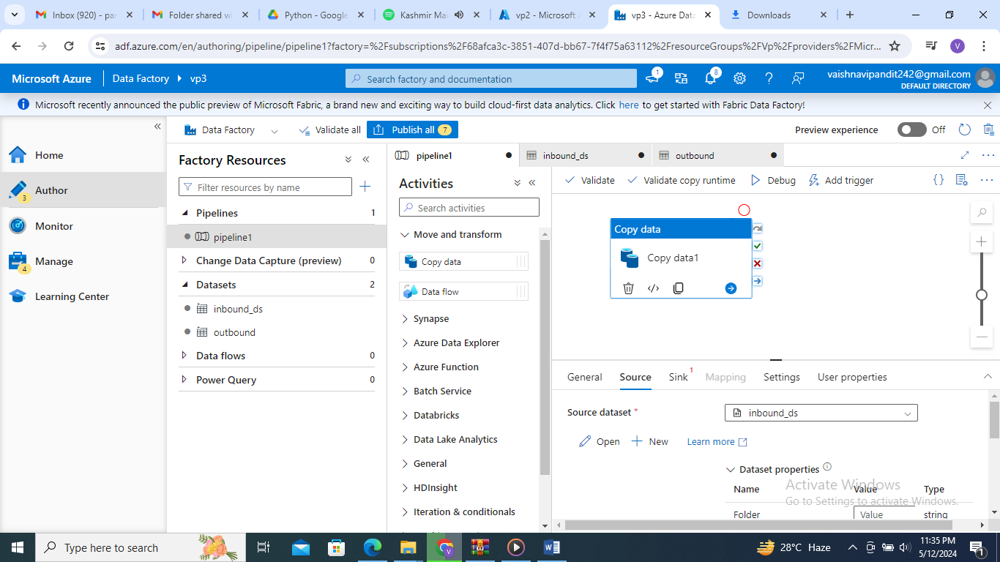 Inbox (920) - pa
Folder shared wi
Python - Google
Kashmir Mai
vp2 - Microsoft
vp3 - Azure Data
Downloads
adf.azure.com/en/authoring/pipeline/pipeline1?factory=%2Fsubscriptions%2F68afca3c-3851-407d-bb67-7f4f75a63112%2FresourceGroups%2FVp%2Fproviders%2FMicr...
V
Microsoft Azure
Data Factory
vp3
Search factory and documentation
1
8
vaishnavipandit242@gmail.com
DEFAULT DIRECTORY
Microsoft recently announced the public preview of Microsoft Fabric, a brand new and exciting way to build cloud-first data analytics. Click here to get started with Fabric Data Factory!
Home
Author
3
Monitor
Manage
4
Learning Center
Data Factory
Validate all
Publish all 7
Preview experience
Off
Factory Resources
Filter resources by name
Pipelines 1
pipeline1
Change Data Capture (preview) 0
Datasets 2
inbound_ds
outbound
Data flows 0
Power Query 0
pipeline1
inbound_ds
outbound
Activities
Search activities
Move and transform
Copy data
Data flow
Synapse
Azure Data Explorer
Azure Function
Batch Service
Databricks
Data Lake Analytics
General
HDInsight
Iteration & conditionals
Validate
Validate copy runtime
Debug
Add trigger
Copy data
Copy data1
General
Source
Sink 1
Mapping
Settings
User properties
Source dataset *
inbound_ds
Open
New
Learn more
Dataset properties
Name Value Type
Folder Value string
Activate Windows
Go to Settings to activate Windows.
Type here to search
V
28°C Haze
11:35 PM
5/12/2024
1